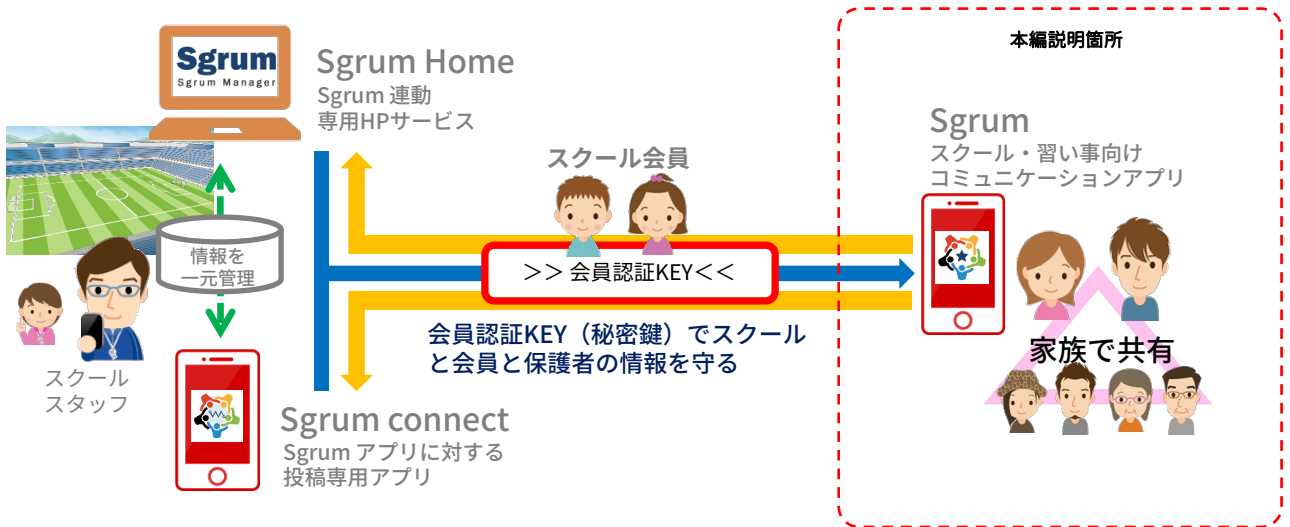 本編説明箇所
Sgrum
Sgrum Manager
Sgrum Home
Sgrum 連動
専用HPサービス
スクール会員
Sgrum
スクール・習い事向け
コミュニケーションアプリ
情報を
一元管理
>> 会員認証KEY<<
会員認証KEY（秘密鍵）でスクール
と会員と保護者の情報を守る
家族で共有
スクール
スタッフ
Sgrum connect
Sgrum アプリに対する
投稿専用アプリ